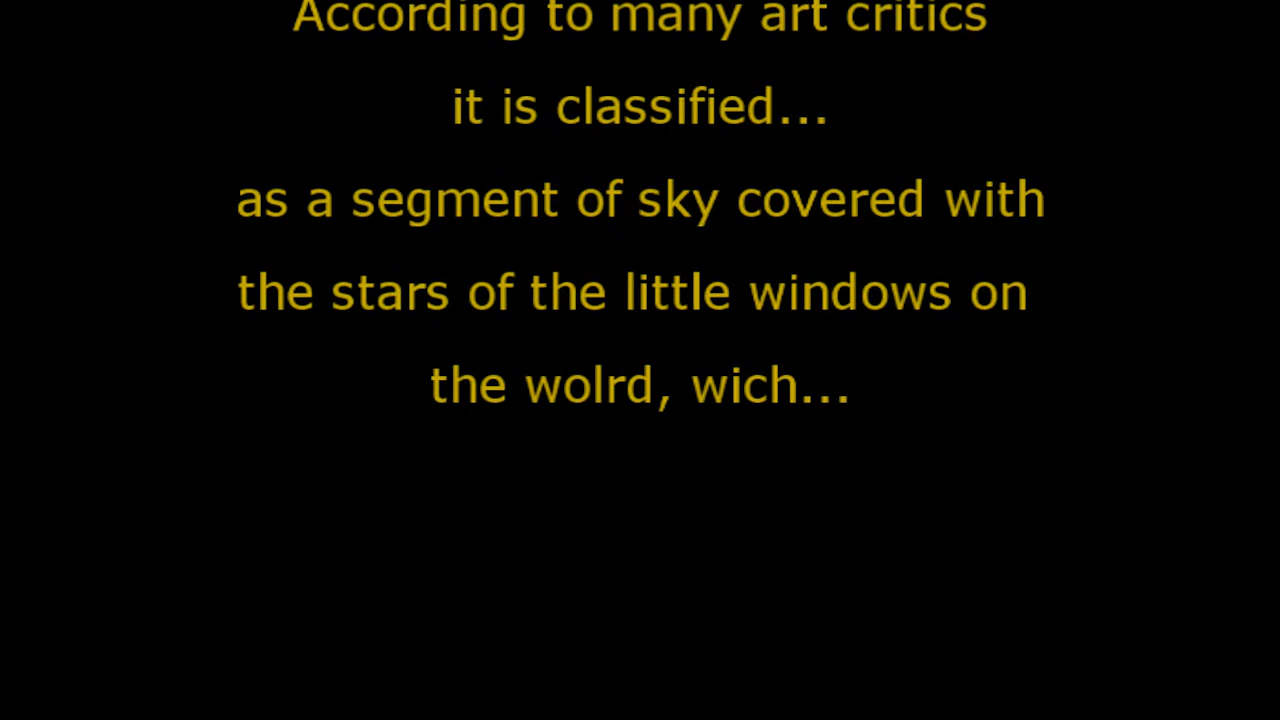 According to many art critics
it is classified...
as a segment of sky covered with
the stars of the little windows on
the wolrd, wich...